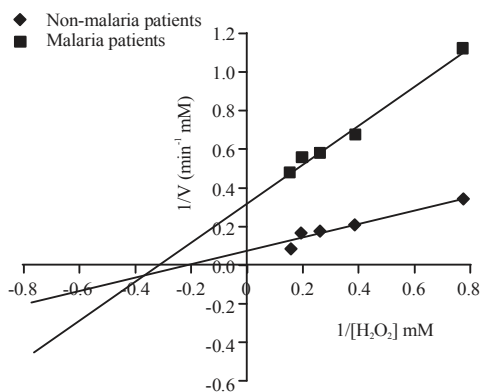 Non-malaria patients
Malaria patients
1/V (min⁻¹ mM)
1.2
1.0
0.8
0.6
0.4
0.2
0.0
-0.2
-0.4
-0.6
-0.8 -0.6 -0.4 -0.2 0 0.2 0.4 0.6 0.8
1/[H₂O₂] mM